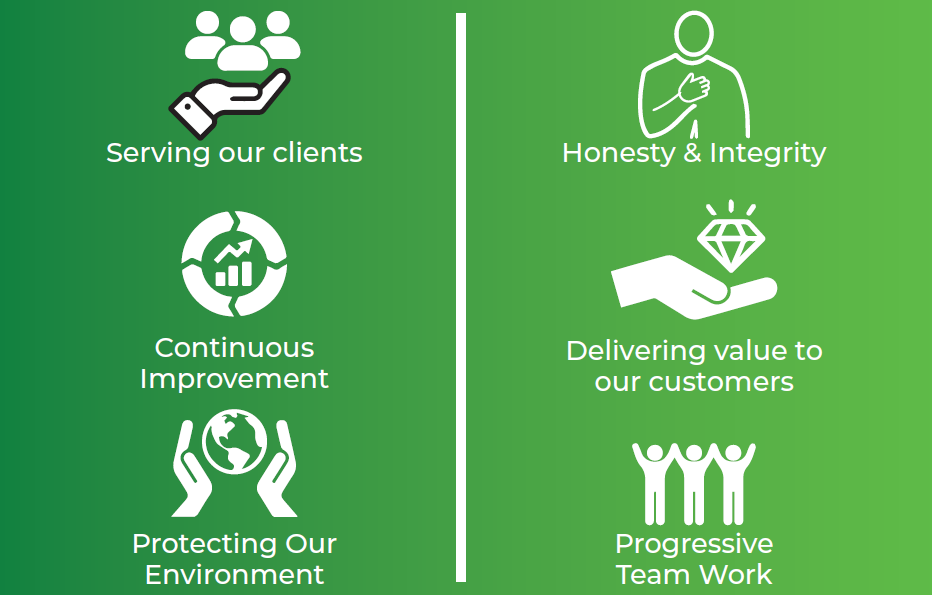 Serving our clients
Continuous
Improvement
Protecting Our
Environment
Honesty & Integrity
Delivering value to
our customers
Progressive
Team Work